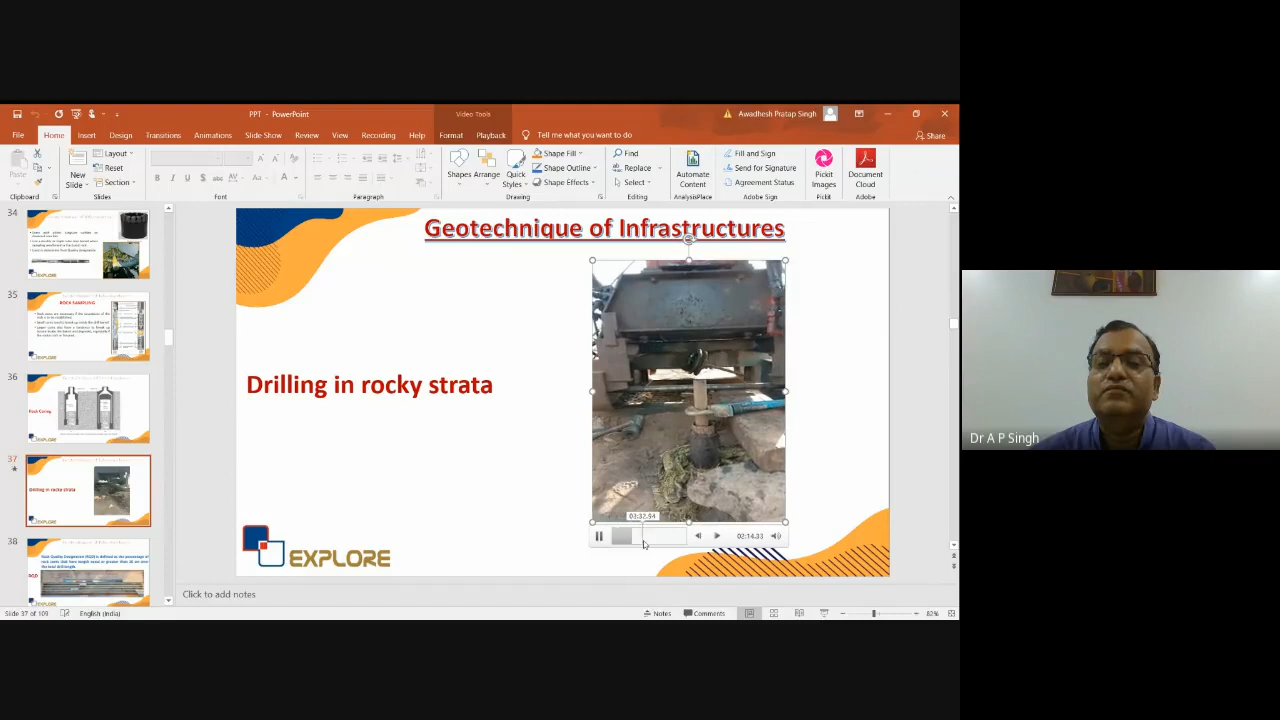 PPT - PowerPoint
Video Tools
Awadhesh Pratap Singh
File Home Insert Design Transitions Animations Slide Show Review View Recording Help Format Playback Tell me what you want to do Share
Paste
New Slide
Layout
Reset
Section
Shapes
Arrange
Quick Styles
Shape Fill
Shape Outline
Shape Effects
Find
Replace
Select
Automate Content
Fill and Sign
Send for Signature
Agreement Status
Pickit Images
Document Cloud
Clipboard Slides Font Paragraph Drawing Editing AnalysisPlace Adobe Sign Pickit Adobe
34
35
ROCK SAMPLING
36
Rock Coring
37
Drilling in rocky strata
38
RQD
Geotechnique of Infrastructures
Drilling in rocky strata
03:32.94
02:14.33
EXPLORE
Click to add notes
Slide 37 of 109 English (India) Notes Comments 82%
Dr A P Singh